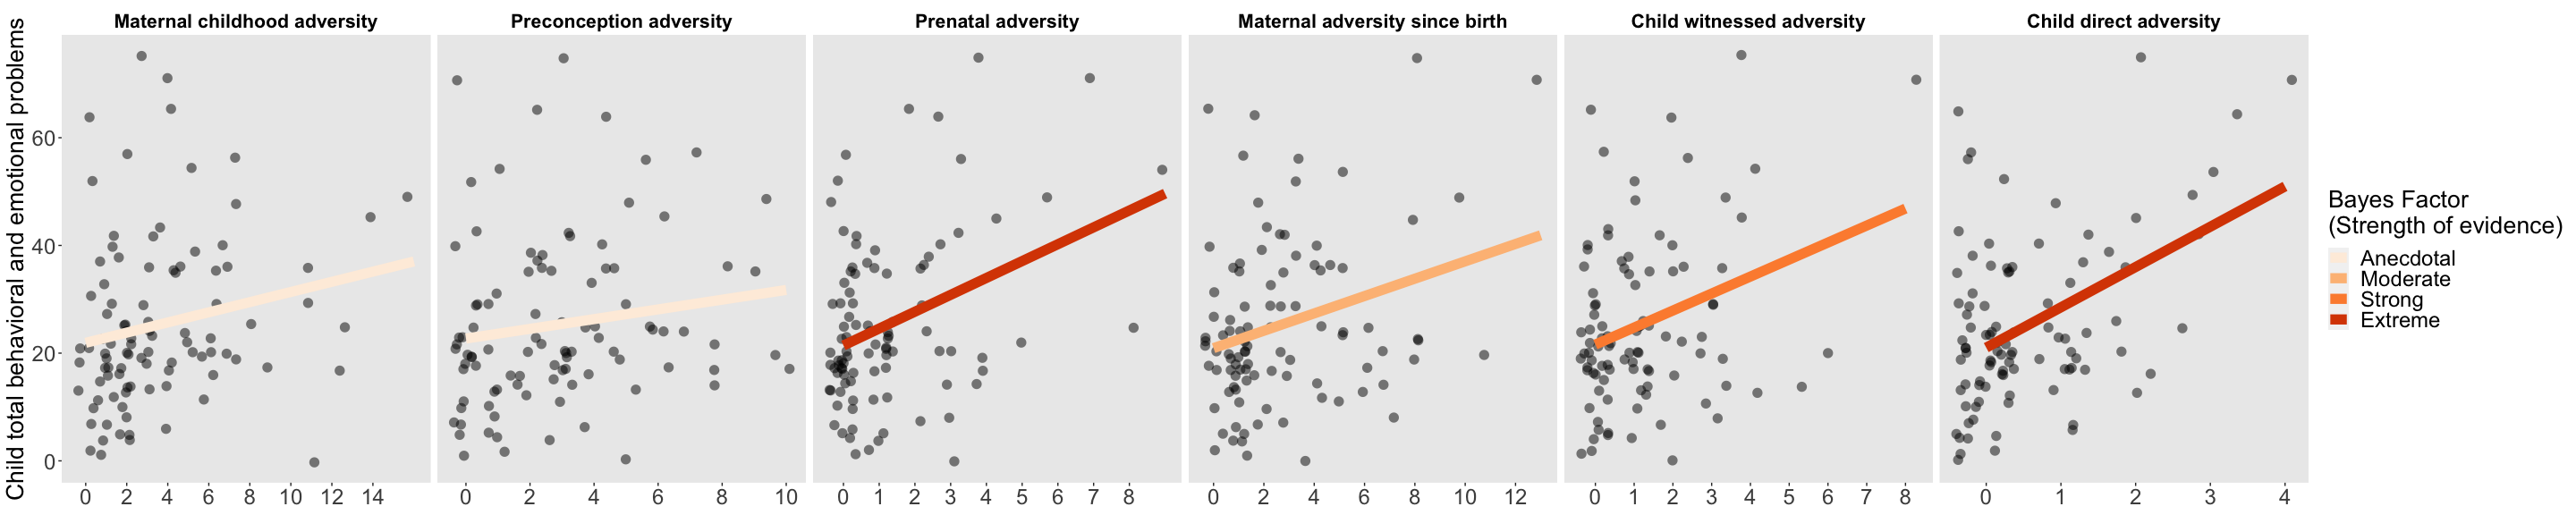 Maternal childhood adversity
Preconception adversity
Prenatal adversity
Maternal adversity since birth
Child witnessed adversity
Child direct adversity
Child total behavioral and emotional problems
60
40
20
0
0 2 4 6 8 10 12 14
0 2 4 6 8 10
0 1 2 3 4 5 6 7 8
0 2 4 6 8 10 12
0 1 2 3 4 5 6 7 8
0 1 2 3 4
Bayes Factor
(Strength of evidence)
Anecdotal
Moderate
Strong
Extreme